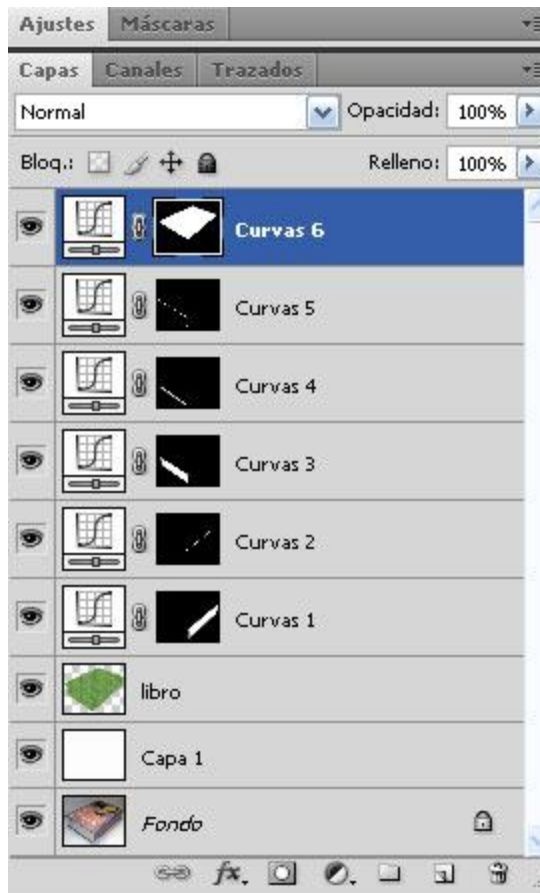 Ajustes Máscaras
Capas Canales Trazados
Normal Opacidad: 100%
Bloq.: Relleno: 100%
Curvas 6
Curvas 5
Curvas 4
Curvas 3
Curvas 2
Curvas 1
libro
Capa 1
Fondo
fx.